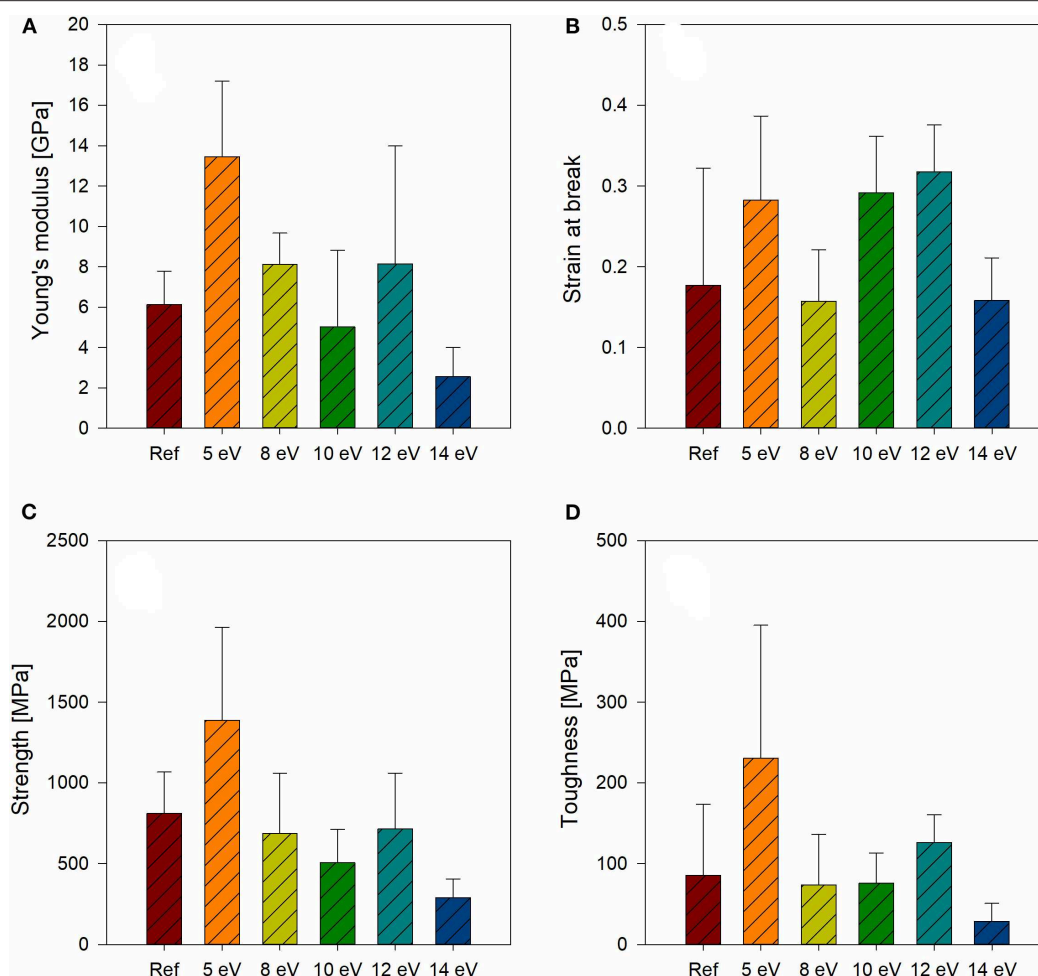 A
Young's modulus [GPa]
20
18
16
14
12
10
8
6
4
2
0
Ref 5 eV 8 eV 10 eV 12 eV 14 eV
B
Strain at break
0.5
0.4
0.3
0.2
0.1
0.0
Ref 5 eV 8 eV 10 eV 12 eV 14 eV
C
Strength [MPa]
2500
2000
1500
1000
500
0
Ref 5 eV 8 eV 10 eV 12 eV 14 eV
D
Toughness [MPa]
500
400
300
200
100
0
Ref 5 eV 8 eV 10 eV 12 eV 14 eV